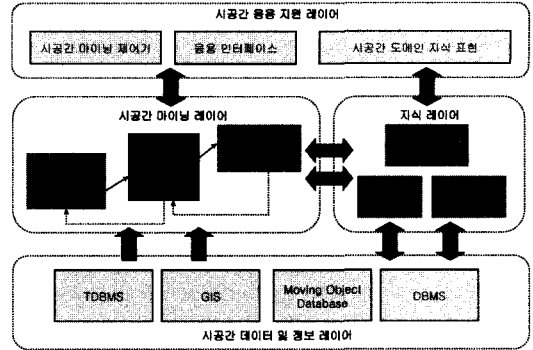 시공간 응용 지원 레이어
시공간 마이닝 제어기
응용 인터페이스
시공간 도메인 지식 표현
시공간 마이닝 레이어
지식 레이어
TDBMS
GIS
Moving Object
Database
DBMS
시공간 데이터 및 정보 레이어